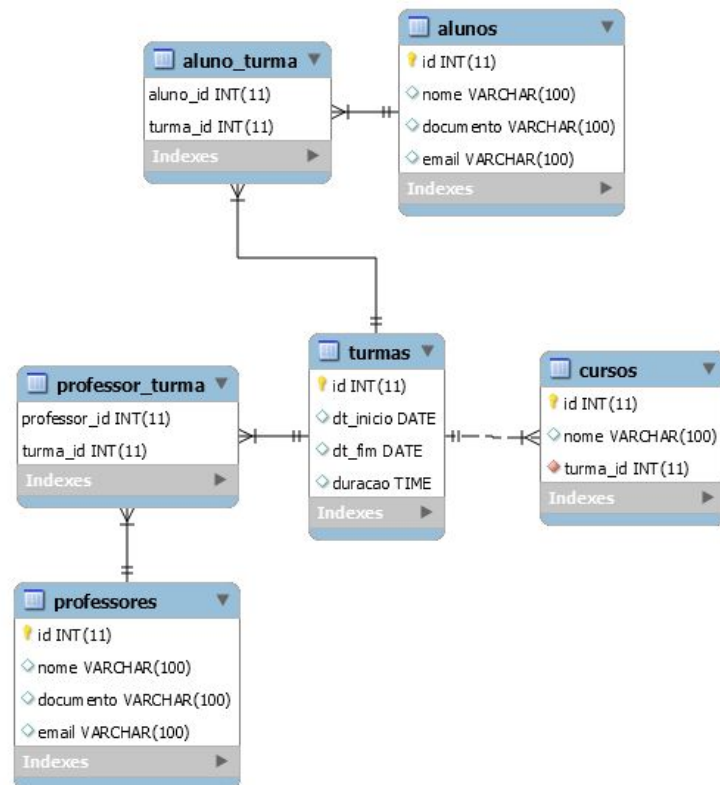 aluno_turma
aluno_id INT(11)
turma_id INT(11)
Indexes
alunos
id INT(11)
nome VARCHAR(100)
documento VARCHAR(100)
email VARCHAR(100)
Indexes
professor_turma
professor_id INT(11)
turma_id INT(11)
Indexes
turmas
id INT(11)
dt_inicio DATE
dt_fim DATE
duracao TIME
Indexes
cursos
id INT(11)
nome VARCHAR(100)
turma_id INT(11)
Indexes
professores
id INT(11)
nome VARCHAR(100)
documento VARCHAR(100)
email VARCHAR(100)
Indexes